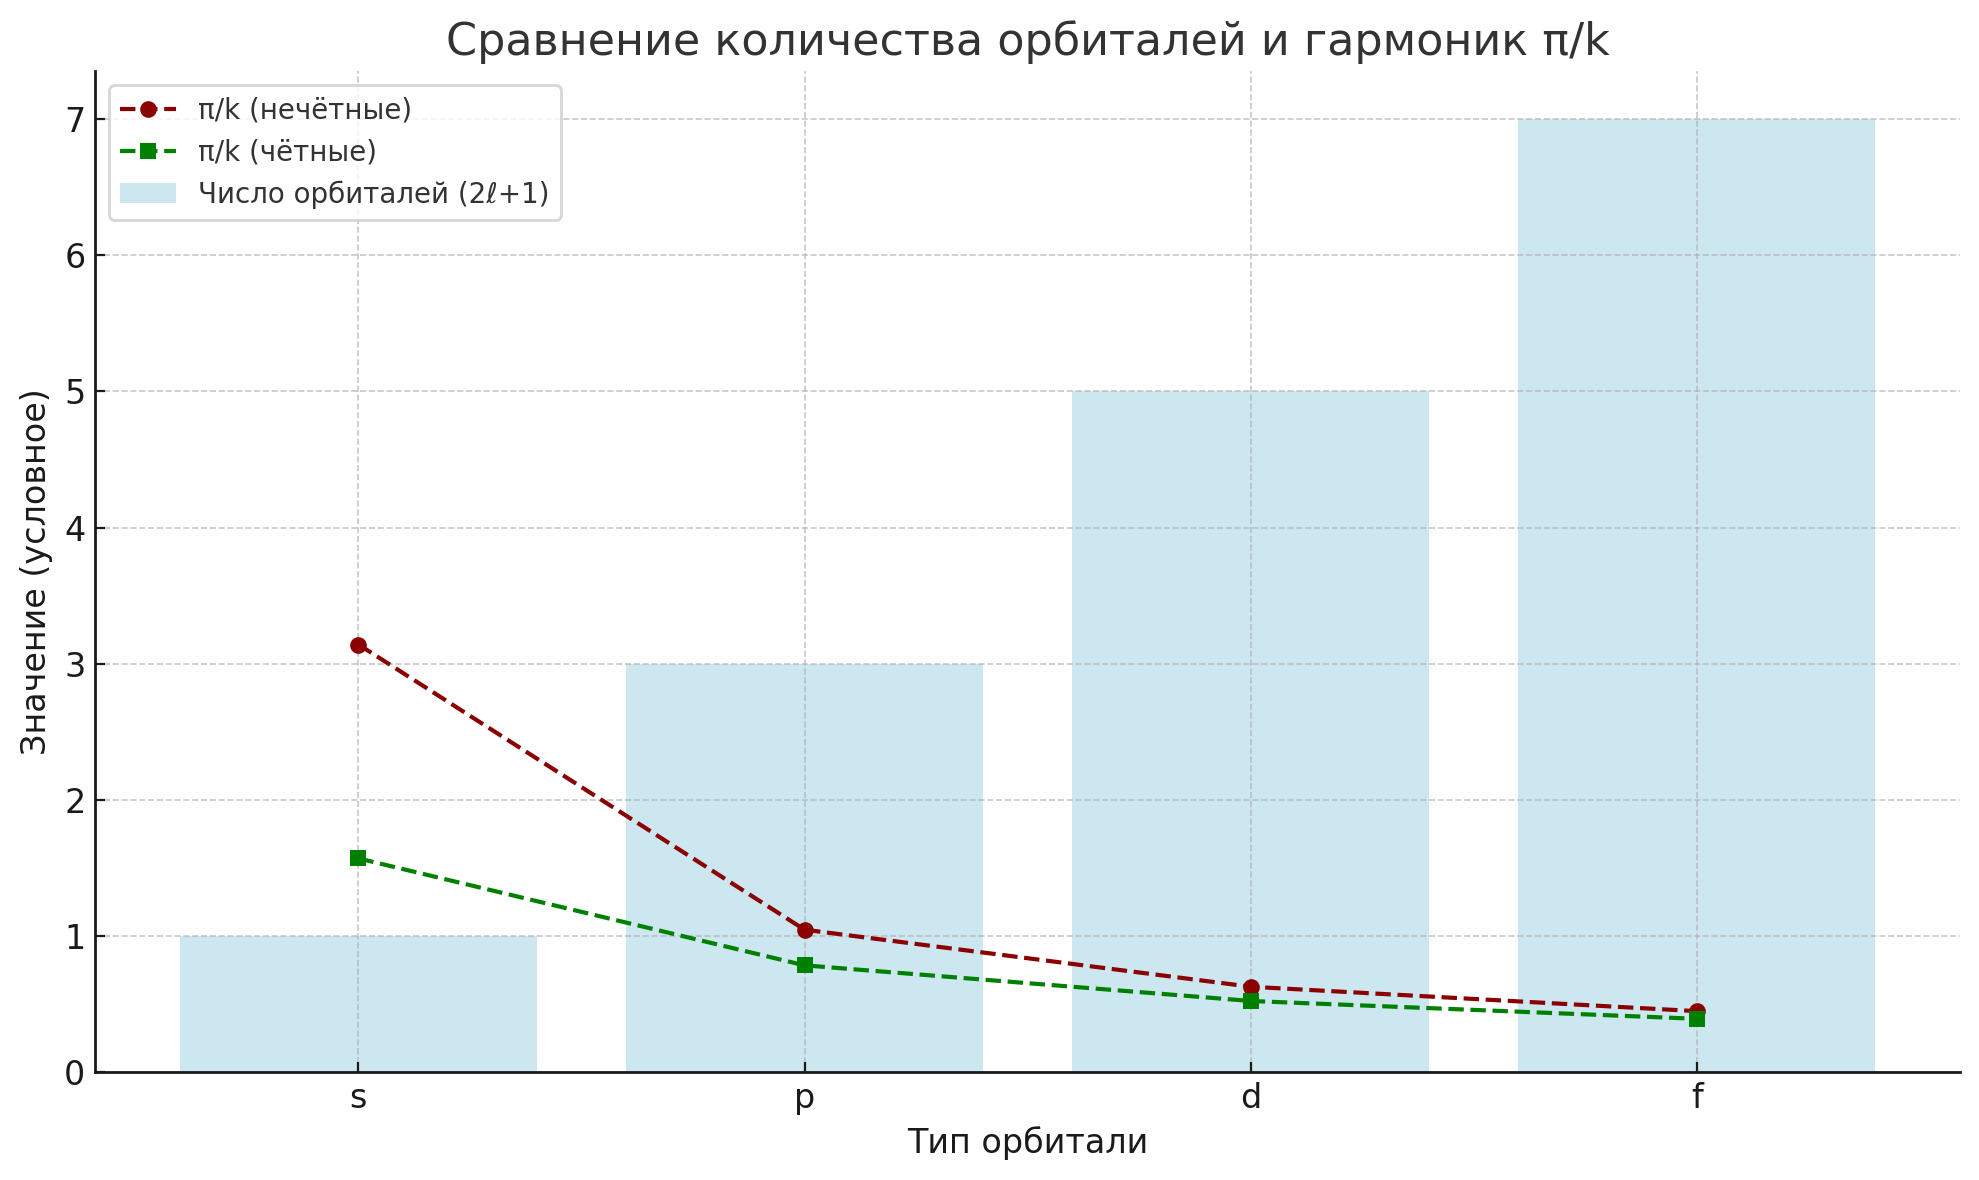 Сравнение количества орбиталей и гармоник π/k
π/k (нечётные)
π/k (чётные)
Число орбиталей (2ℓ+1)
Значение (условное)
7
6
5
4
3
2
1
0
s p d f
Тип орбитали